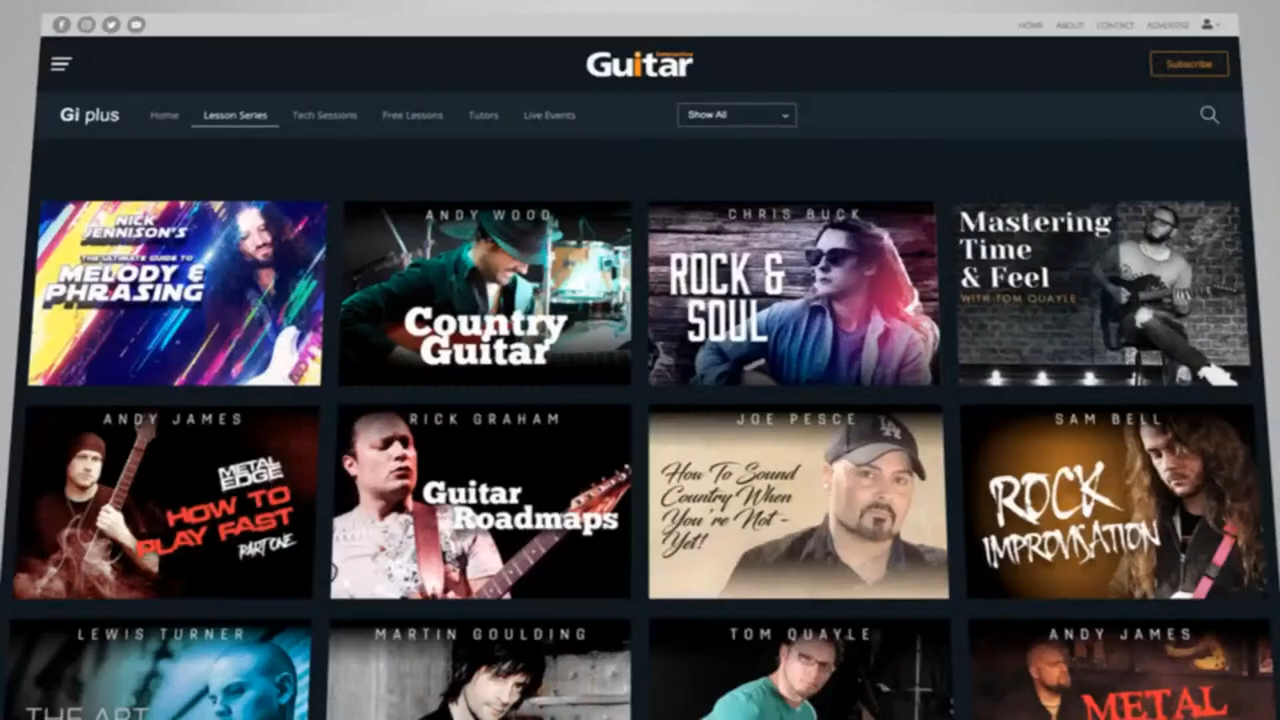 HOME ABOUT CONTACT ADVERTISE
Guitar
Subscribe
Gi plus Home Lesson Series Tech Sessions Free Lessons Tutors Live Events Show All
NICK
JENNISON'S
THE ULTIMATE GUIDE TO
MELODY &
PHRASING
ANDY WOOD
Country
Guitar
CHRIS BUCK
ROCK &
SOUL
Mastering
Time
& Feel
WITH TOM QUAYLE
ANDY JAMES
METAL
EDGE
HOW TO
PLAY FAST
PART ONE
RICK GRAHAM
Guitar
Roadmaps
JOE PESCE
How To Sound
Country When
You're Not -
Yet!
SAM BELL
ROCK
IMPROVISATION
LEWIS TURNER
THE ART
MARTIN GOULDING
TOM QUAYLE
ANDY JAMES
METAL